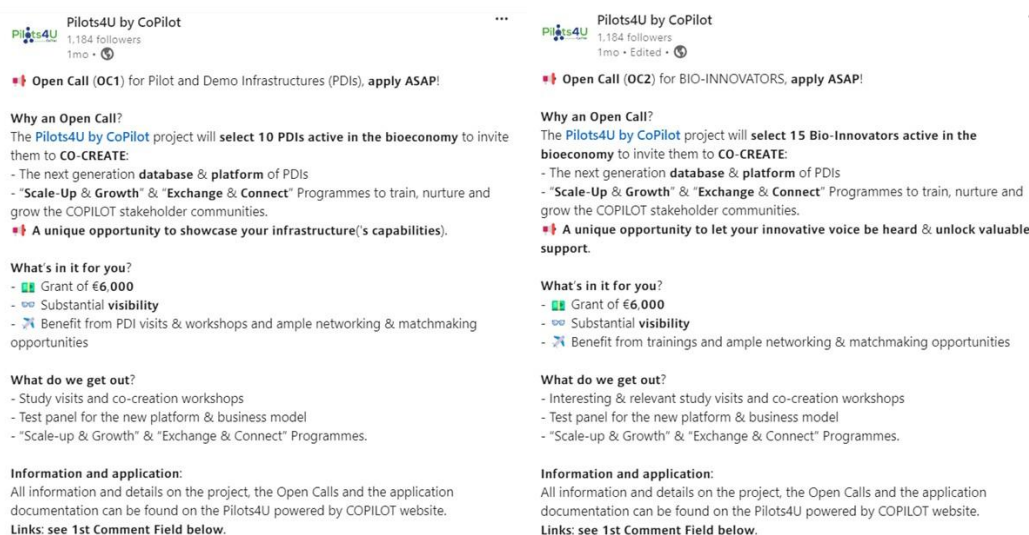 Pilots4U
Pilots4U by CoPilot
1,184 followers
1mo •
Open Call (OC1) for Pilot and Demo Infrastructures (PDIs), apply ASAP!
Why an Open Call?
The Pilots4U by CoPilot project will select 10 PDIs active in the bioeconomy to invite
them to CO-CREATE:
- The next generation database & platform of PDIs
- "Scale-Up & Growth" & "Exchange & Connect" Programmes to train, nurture and
grow the COPILOT stakeholder communities.
A unique opportunity to showcase your infrastructure('s capabilities).
What's in it for you?
- 💵 Grant of €6,000
- 👓 Substantial visibility
- ✈️ Benefit from PDI visits & workshops and ample networking & matchmaking
opportunities
What do we get out?
- Study visits and co-creation workshops
- Test panel for the new platform & business model
- "Scale-up & Growth" & "Exchange & Connect" Programmes.
Information and application:
All information and details on the project, the Open Calls and the application
documentation can be found on the Pilots4U powered by COPILOT website.
Links: see 1st Comment Field below.
Pilots4U
Pilots4U by CoPilot
1,184 followers
1mo • Edited •
Open Call (OC2) for BIO-INNOVATORS, apply ASAP!
Why an Open Call?
The Pilots4U by CoPilot project will select 15 Bio-Innovators active in the
bioeconomy to invite them to CO-CREATE:
- The next generation database & platform of PDIs
- "Scale-Up & Growth" & "Exchange & Connect" Programmes to train, nurture and
grow the COPILOT stakeholder communities.
A unique opportunity to let your innovative voice be heard & unlock valuable
support.
What's in it for you?
- 💵 Grant of €6,000
- 👓 Substantial visibility
- ✈️ Benefit from trainings and ample networking & matchmaking opportunities
What do we get out?
- Interesting & relevant study visits and co-creation workshops
- Test panel for the new platform & business model
- "Scale-up & Growth" & "Exchange & Connect" Programmes.
Information and application:
All information and details on the project, the Open Calls and the application
documentation can be found on the Pilots4U powered by COPILOT website.
Links: see 1st Comment Field below.